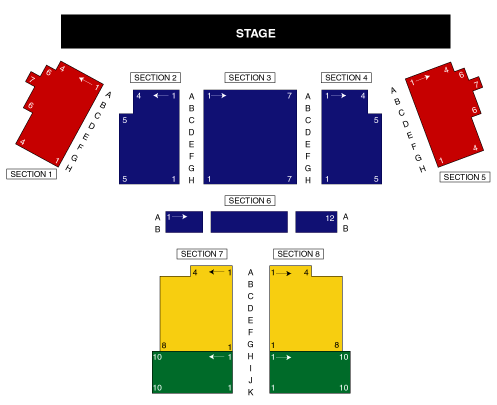 STAGE
SECTION 2 SECTION 3 SECTION 4
SECTION 1
4 1
7 6
6
4 1
A
B
C
D
E
F
G
H
4 1
5
5 1
A
B
C
D
E
F
G
H
1 7
1 7
A
B
C
D
E
F
G
H
1 4
5
1 5
A
B
C
D
E
F
G
H
1 4
6 7
6
1 4
SECTION 5
SECTION 6
A 1 12 A
B B
SECTION 7 SECTION 8
4 1 A 1 4
B
C
D
E
F
8 1 G 1 8
10 1 H 1 10
I
J
10 1 K 1 10